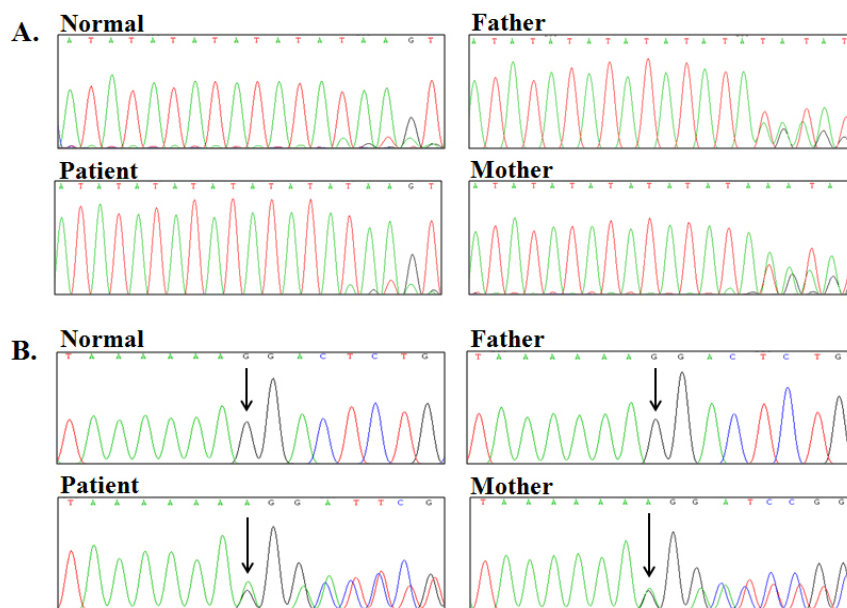 A.
Normal
A T A T A T A T A T A T A T A A G T
Father
A T A T A T A T A T A T A T A T A T A T
Patient
A T A T A T A T A T A T A T A T A A G T
Mother
A T A T A T A T A T A T A T A A A T A
B.
Normal
T A A A A A A G G A C T C T G
Father
T A A A A A A G G A C T C T G
Patient
T A A A A A A A G G A T T C G
Mother
T A A A A A A A G G A T C C G G